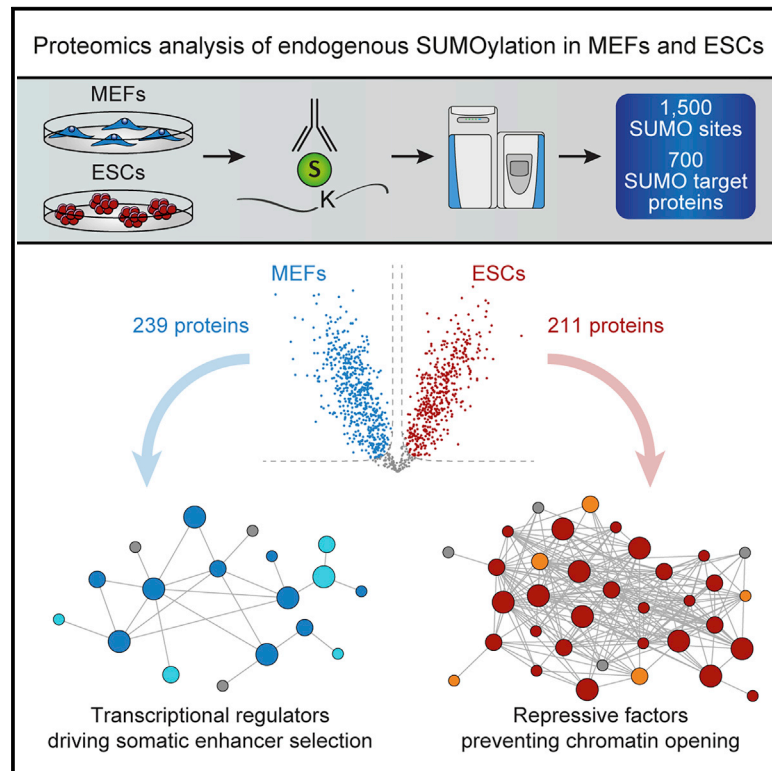 Proteomics analysis of endogenous SUMOylation in MEFs and ESCs
MEFs
ESCs
S
K
1,500
SUMO sites
700
SUMO target
proteins
MEFs
ESCs
239 proteins
211 proteins
Transcriptional regulators
driving somatic enhancer selection
Repressive factors
preventing chromatin opening